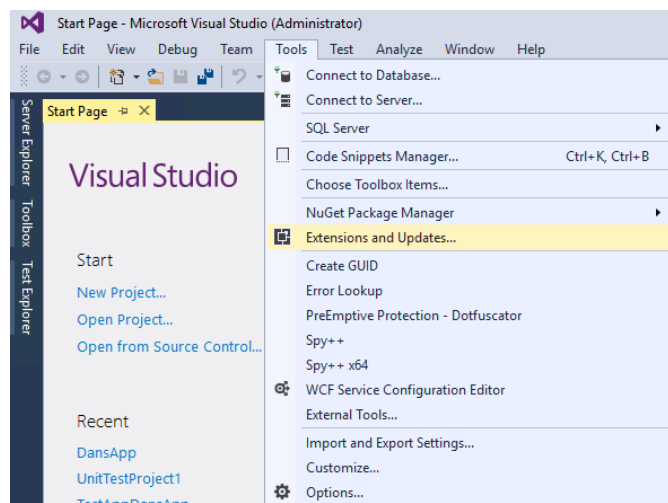 Start Page - Microsoft Visual Studio (Administrator)
File Edit View Debug Team Tools Test Analyze Window Help
Connect to Database...
Connect to Server...
SQL Server
Code Snippets Manager... Ctrl+K, Ctrl+B
Choose Toolbox Items...
NuGet Package Manager
Extensions and Updates...
Create GUID
Error Lookup
PreEmptive Protection - Dotfuscator
Spy++
Spy++ x64
WCF Service Configuration Editor
External Tools...
Import and Export Settings...
Customize...
Options...
Server Explorer
Toolbox
Test Explorer
Start Page
Visual Studio
Start
New Project...
Open Project...
Open from Source Control...
Recent
DansApp
UnitTestProject1
TestAppDansApp